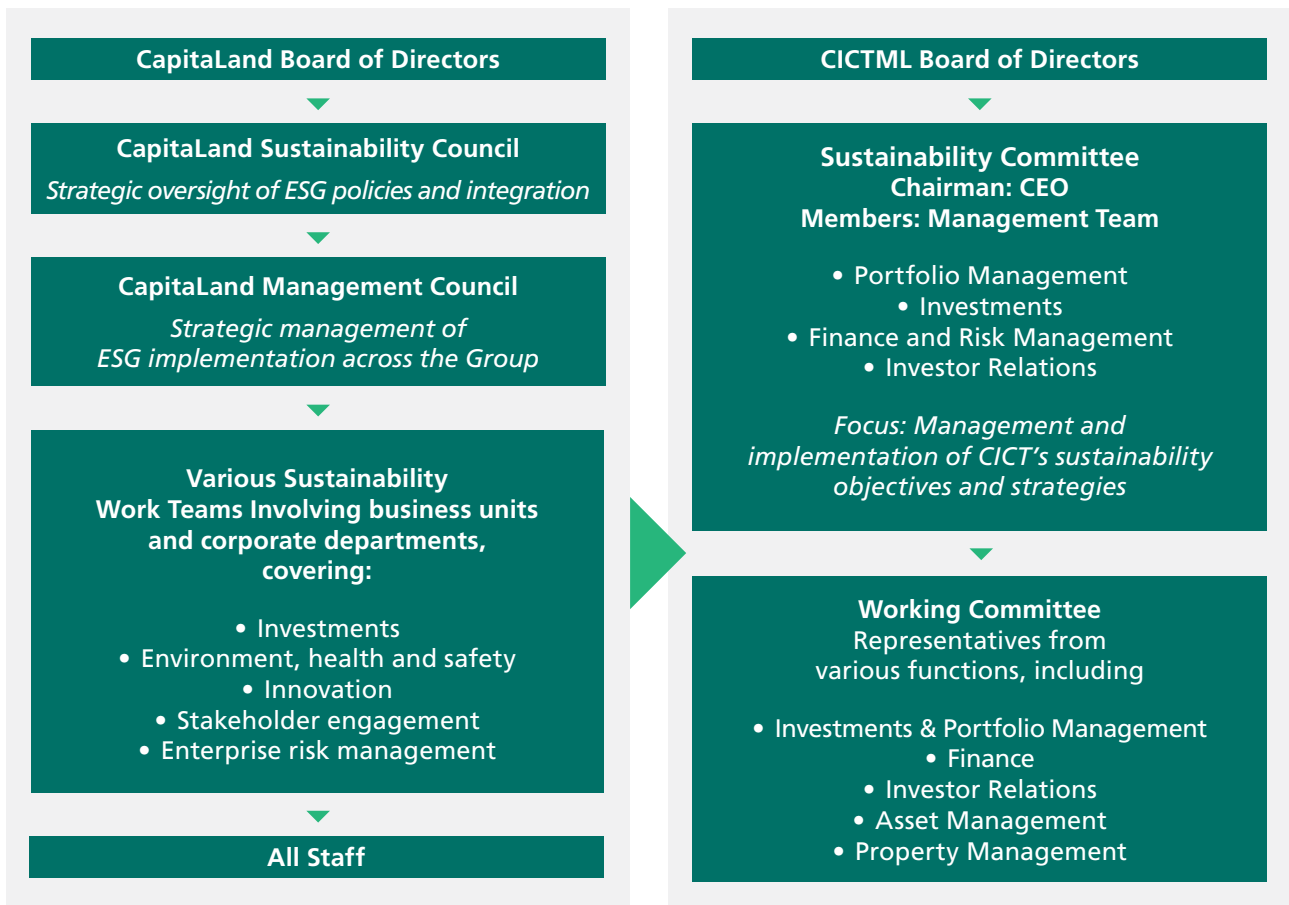 CapitaLand Board of Directors
CapitaLand Sustainability Council
Strategic oversight of ESG policies and integration
CapitaLand Management Council
Strategic management of
ESG implementation across the Group
Various Sustainability
Work Teams Involving business units
and corporate departments,
covering:
• Investments
• Environment, health and safety
• Innovation
• Stakeholder engagement
• Enterprise risk management
All Staff
CICTML Board of Directors
Sustainability Committee
Chairman: CEO
Members: Management Team
• Portfolio Management
• Investments
• Finance and Risk Management
• Investor Relations
Focus: Management and
implementation of CICT’s sustainability
objectives and strategies
Working Committee
Representatives from
various functions, including
• Investments & Portfolio Management
• Finance
• Investor Relations
• Asset Management
• Property Management